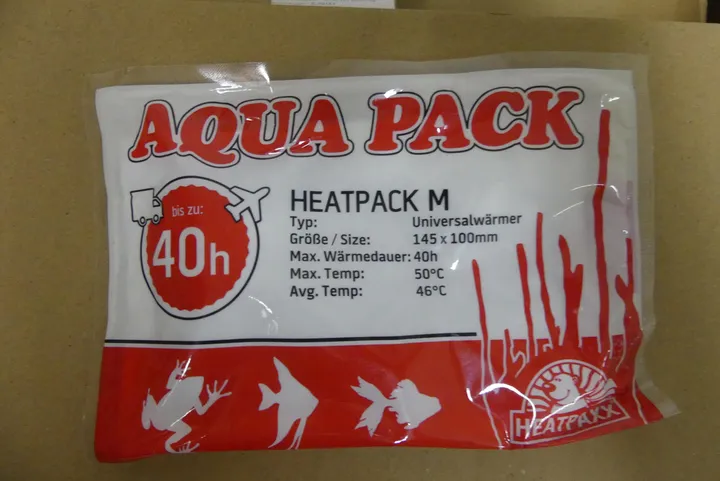 AQUA PACK
bis zu:
40h
HEATPACK M
Typ: Universalwärmer
Größe / Size: 145 x 100mm
Max. Wärmedauer: 40h
Max. Temp: 50°C
Avg. Temp: 46°C
HEATPAXX